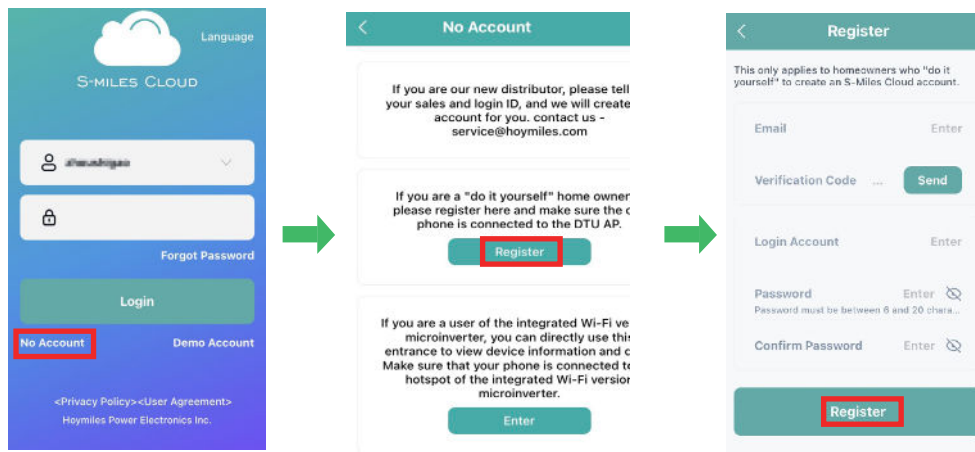 Language
S-MILES CLOUD
Forgot Password
Login
No Account
Demo Account
<Privacy Policy><User Agreement>
Hoymiles Power Electronics Inc.
No Account
If you are our new distributor, please tell
your sales and login ID, and we will create
account for you. contact us -
service@hoymiles.com
If you are a "do it yourself" home owner
please register here and make sure the
phone is connected to the DTU AP.
Register
If you are a user of the integrated Wi-Fi ve
microinverter, you can directly use this
entrance to view device information and
Make sure that your phone is connected
hotspot of the integrated Wi-Fi version
microinverter.
Enter
Register
This only applies to homeowners who "do it
yourself" to create an S-Miles Cloud account.
Email
Enter
Verification Code ...
Send
Login Account
Enter
Password
Enter
Password must be between 6 and 20 chara...
Confirm Password
Enter
Register